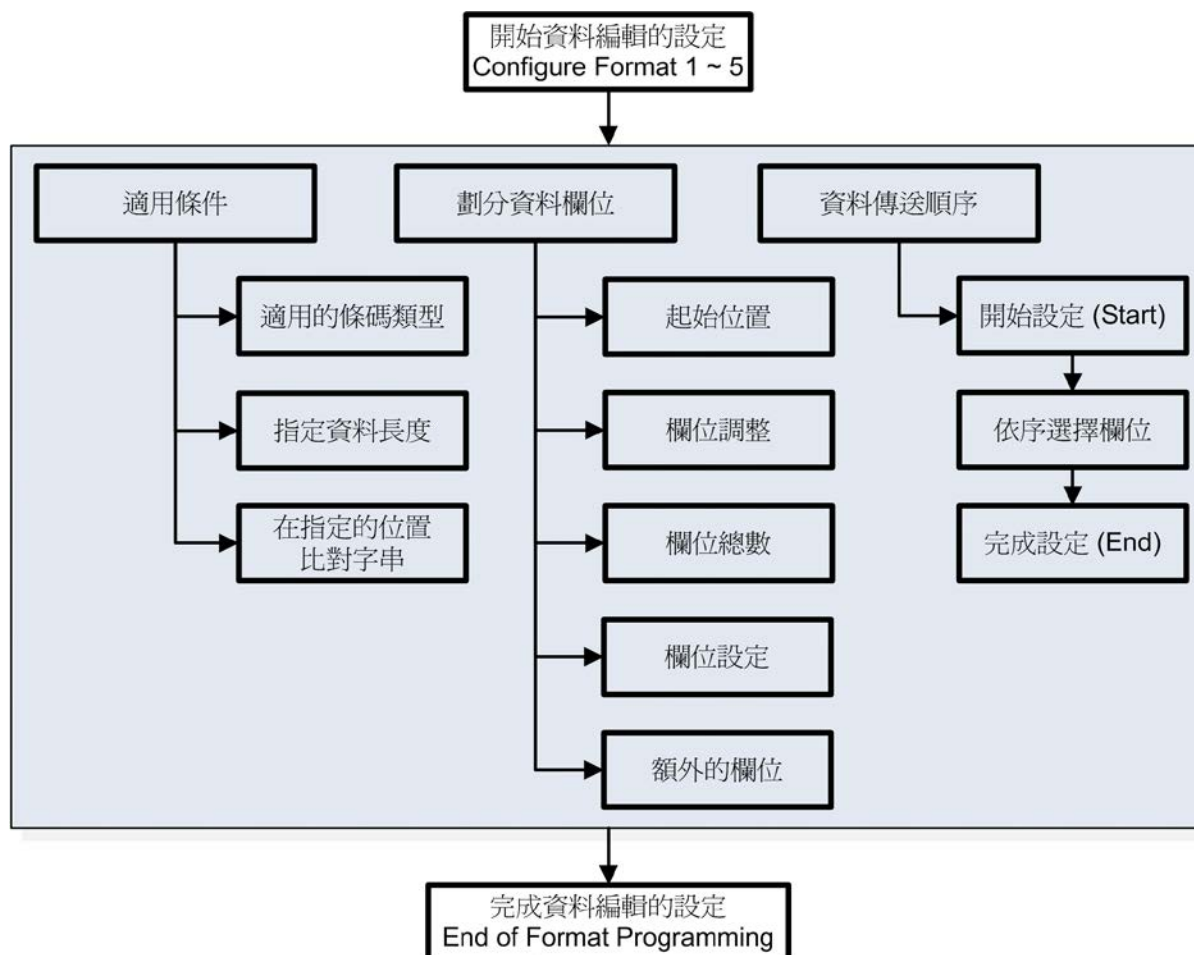 開始資料編輯的設定
Configure Format 1 ~ 5
適用條件
適用的條碼類型
指定資料長度
在指定的位置
比對字串
劃分資料欄位
起始位置
欄位調整
欄位總數
欄位設定
額外的欄位
資料傳送順序
開始設定 (Start)
依序選擇欄位
完成設定 (End)
完成資料編輯的設定
End of Format Programming